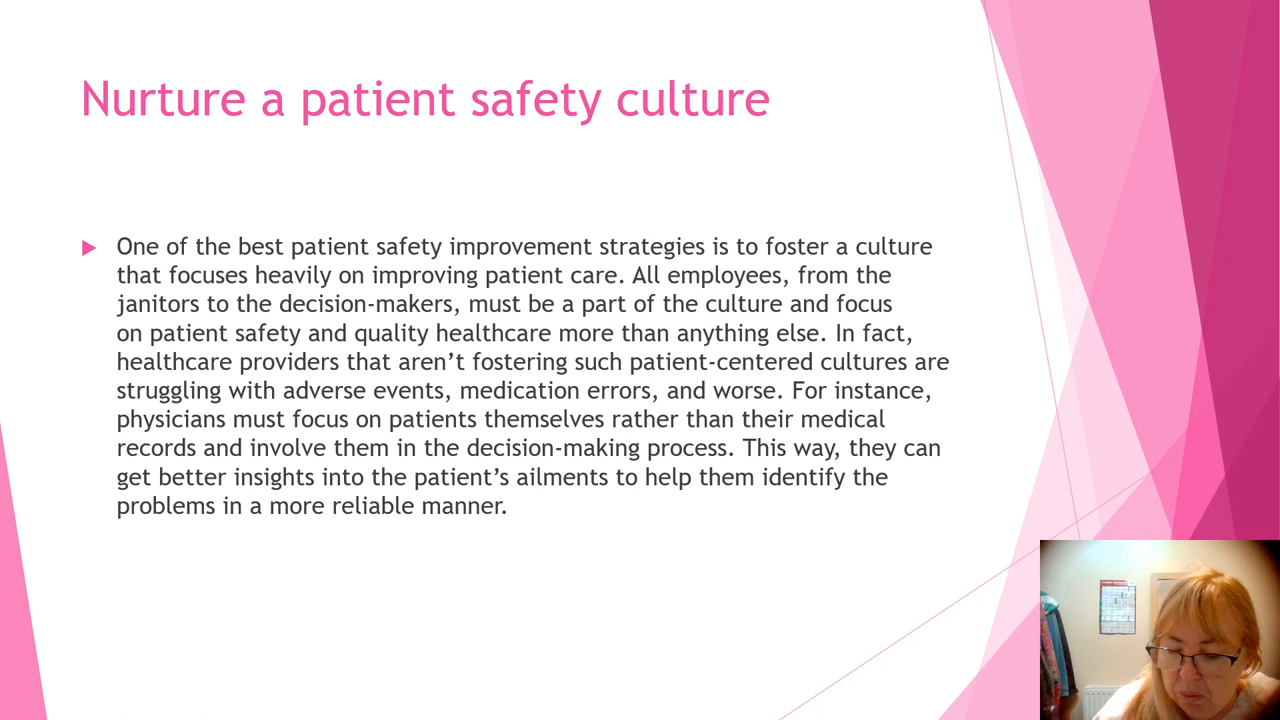 Nurture a patient safety culture
One of the best patient safety improvement strategies is to foster a culture
that focuses heavily on improving patient care. All employees, from the
janitors to the decision-makers, must be a part of the culture and focus
on patient safety and quality healthcare more than anything else. In fact,
healthcare providers that aren’t fostering such patient-centered cultures are
struggling with adverse events, medication errors, and worse. For instance,
physicians must focus on patients themselves rather than their medical
records and involve them in the decision-making process. This way, they can
get better insights into the patient’s ailments to help them identify the
problems in a more reliable manner.